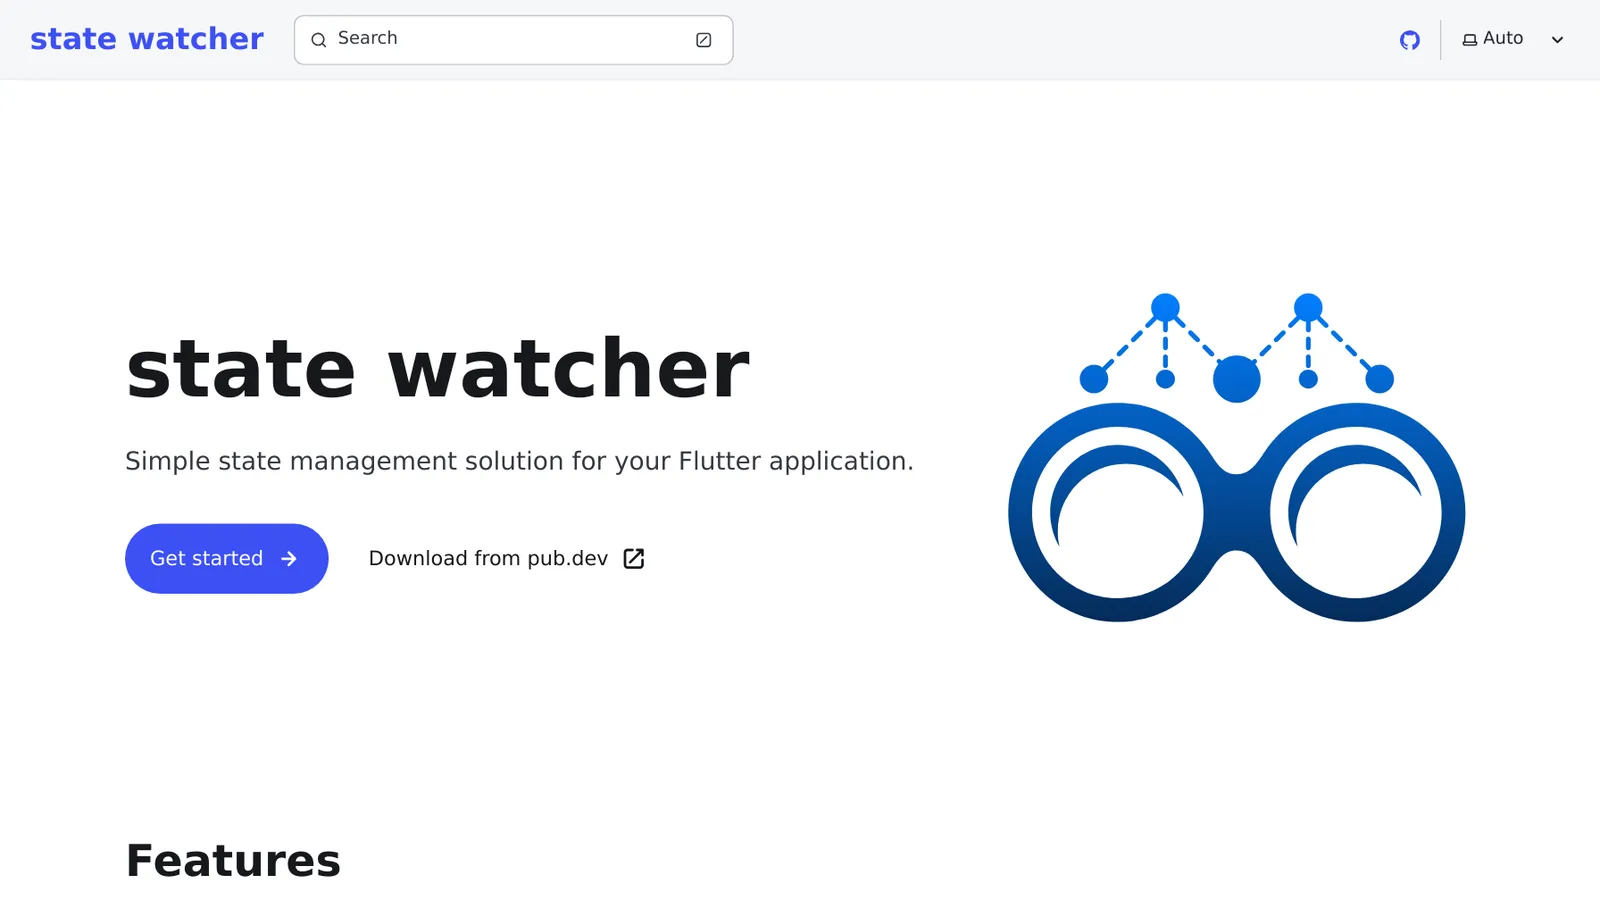 state watcher
Search
Auto
state watcher
Simple state management solution for your Flutter application.
Get started
Download from pub.dev
Features